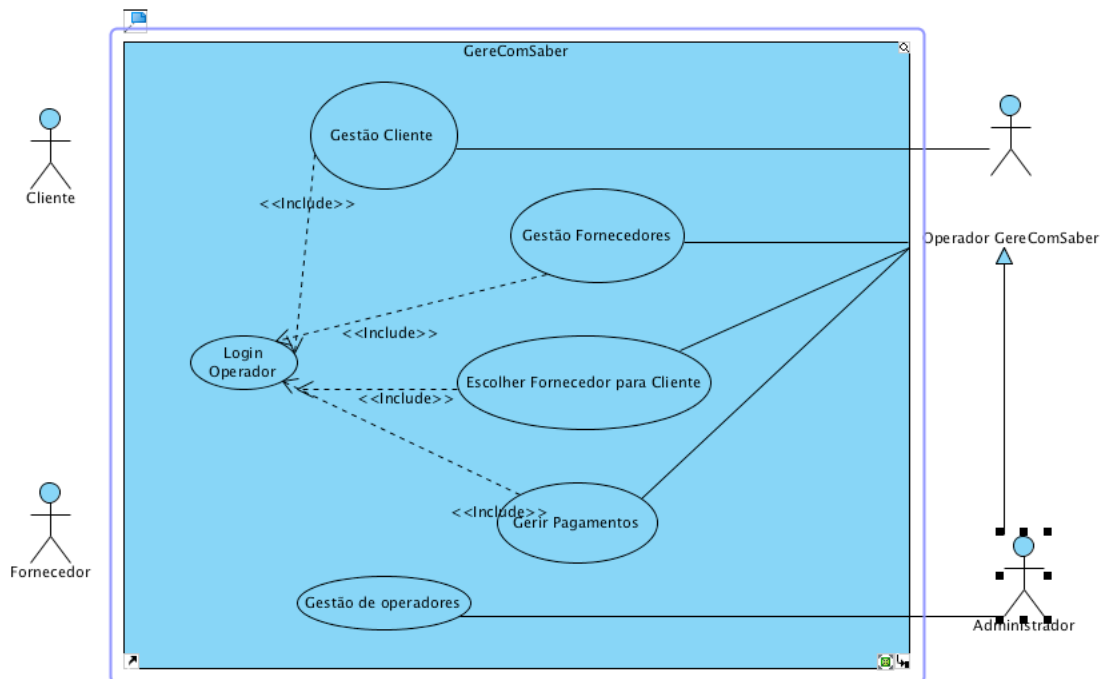 GereComSaber
Gestão Cliente
Cliente
<<Include>>
Gestão Fornecedores
Operador GereComSaber
<<Include>>
Login
Operador
Escolher Fornecedor para Cliente
<<Include>>
<<Include>>
Gerir Pagamentos
Fornecedor
Gestão de operadores
Administrador